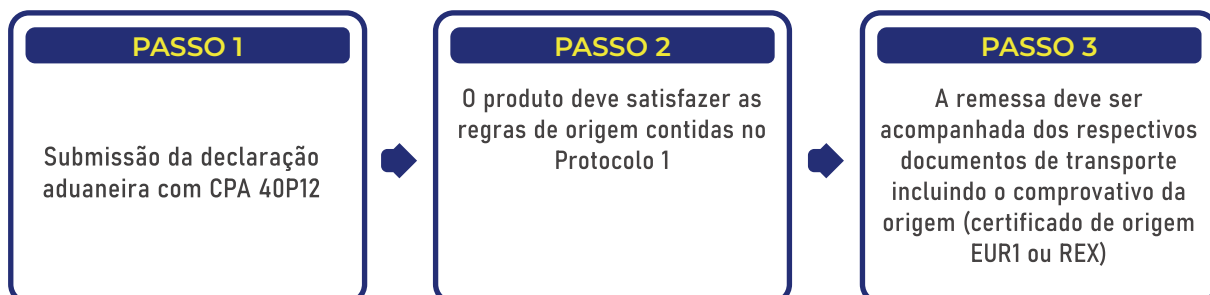 PASSO 1
Submissão da declaração
aduaneira com CPA 40P12
PASSO 2
O produto deve satisfazer as
regras de origem contidas no
Protocolo 1
PASSO 3
A remessa deve ser
acompanhada dos respectivos
documentos de transporte
incluindo o comprovativo da
origem (certificado de origem
EUR1 ou REX)